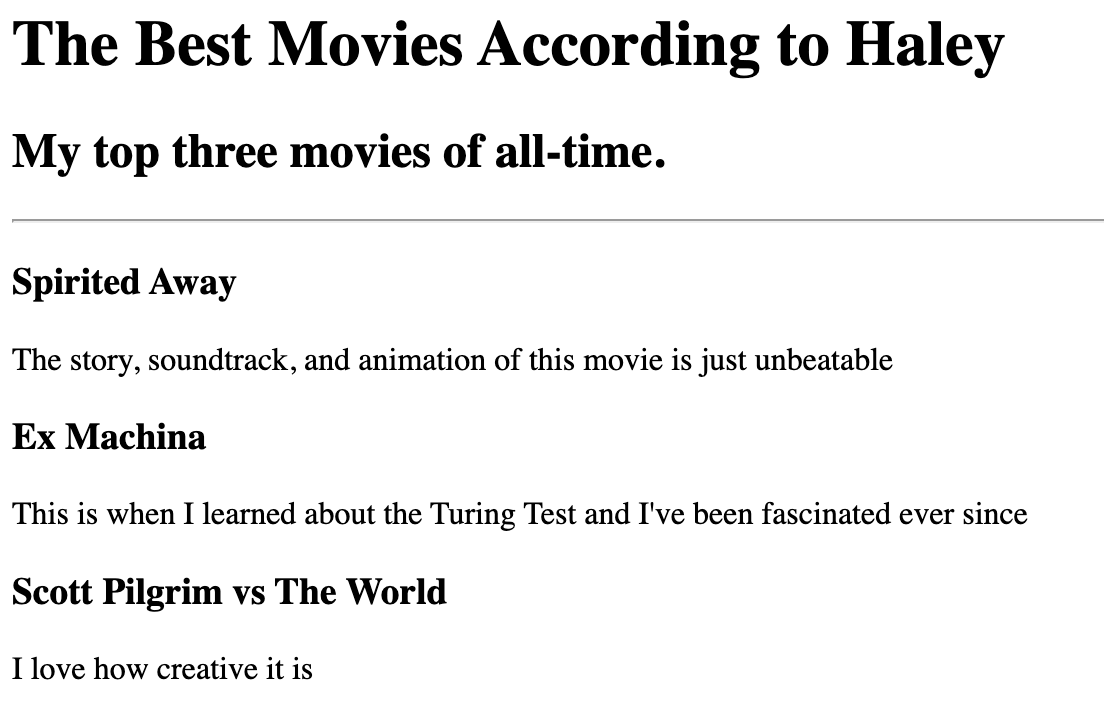 The Best Movies According to Haley
My top three movies of all-time.
Spirited Away
The story, soundtrack, and animation of this movie is just unbeatable
Ex Machina
This is when I learned about the Turing Test and I've been fascinated ever since
Scott Pilgrim vs The World
I love how creative it is